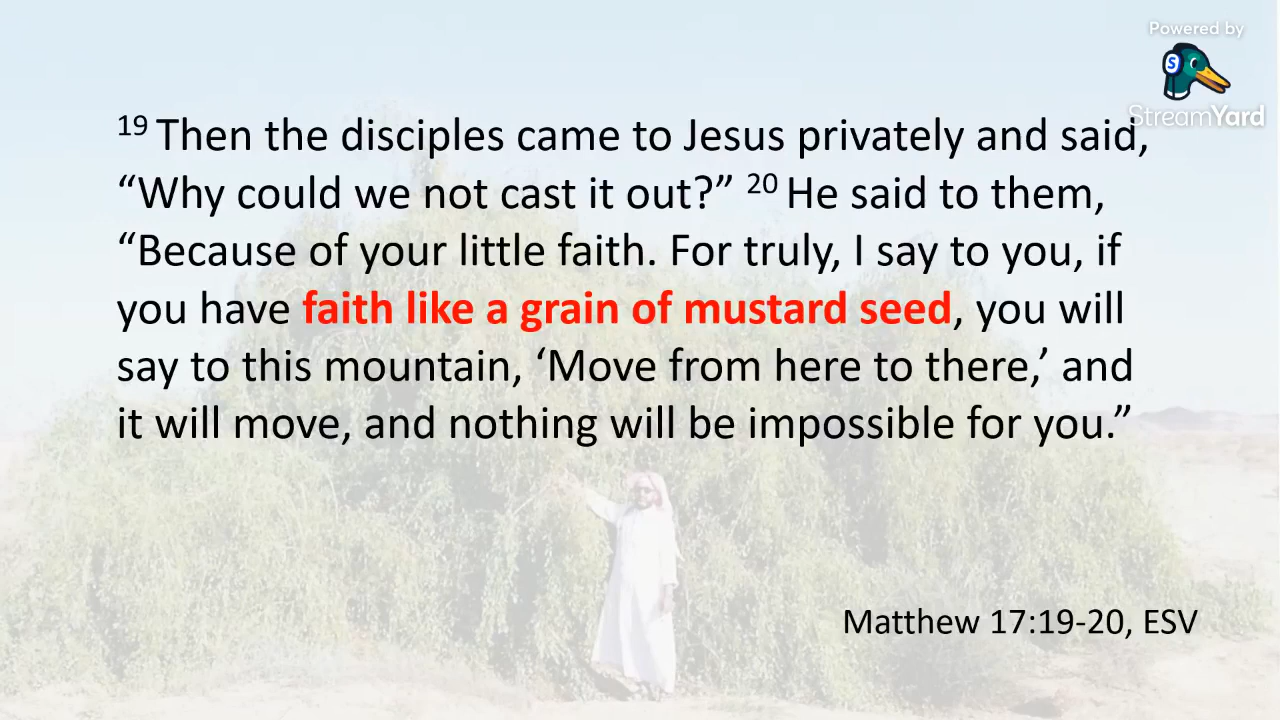 Powered by
StreamYard
19 Then the disciples came to Jesus privately and said,
“Why could we not cast it out?” 20 He said to them,
“Because of your little faith. For truly, I say to you, if
you have faith like a grain of mustard seed, you will
say to this mountain, ‘Move from here to there,’ and
it will move, and nothing will be impossible for you.”
Matthew 17:19-20, ESV